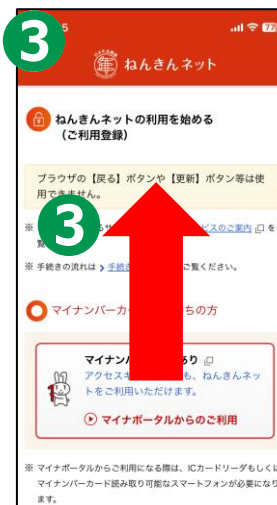 3
5
77
ねんきんネット
ねんきんネットの利用を始める
(ご利用登録)
ブラウザの【戻る】ボタンや【更新】ボタン等は使
用できません。
3
※ スのご案内 を
※ 手続きの流れは 手続 ご覧ください。
マイナンバーカ ちの方
マイナン あり
アクセスキ も、ねんきんネッ
トをご利用いただけます。
マイナポータルからのご利用
※ マイナポータルからご利用になる際は、ICカードリーダもしくは
マイナンバーカード読み取り可能なスマートフォンが必要になり
ます。